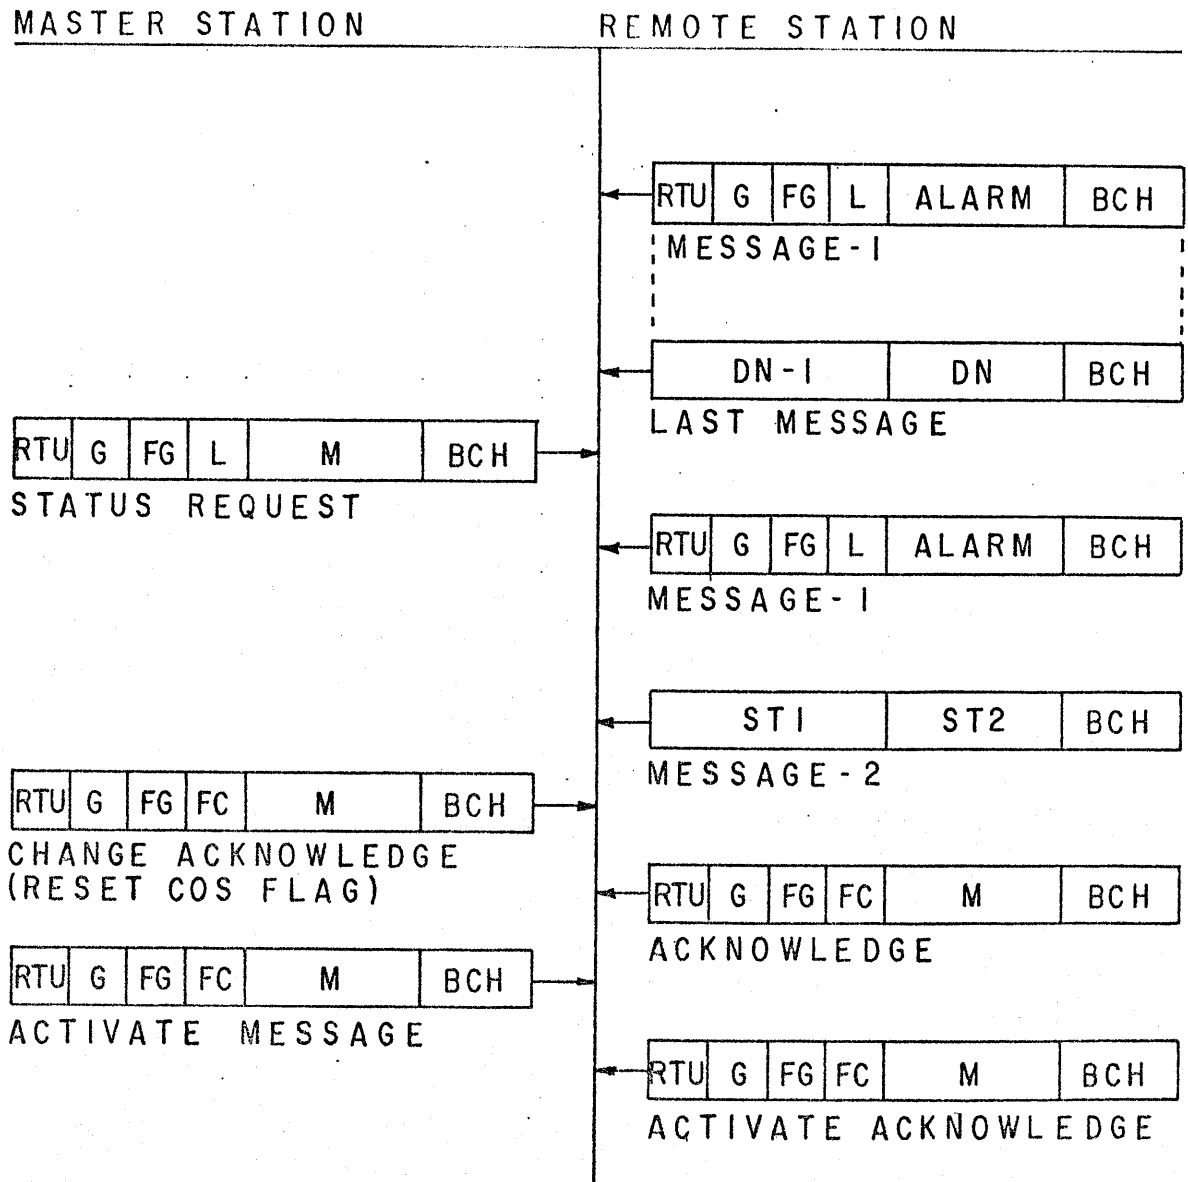 MASTER STATION
REMOTE STATION
RTU G FG L ALARM BCH
MESSAGE-1
DN-1 DN BCH
LAST MESSAGE
RTU G FG L M BCH
STATUS REQUEST
RTU G FG L ALARM BCH
MESSAGE-1
ST1 ST2 BCH
MESSAGE-2
RTU G FG FC M BCH
CHANGE ACKNOWLEDGE
(RESET COS FLAG)
RTU G FG FC M BCH
ACKNOWLEDGE
RTU G FG FC M BCH
ACTIVATE MESSAGE
RTU G FG FC M BCH
ACTIVATE ACKNOWLEDGE